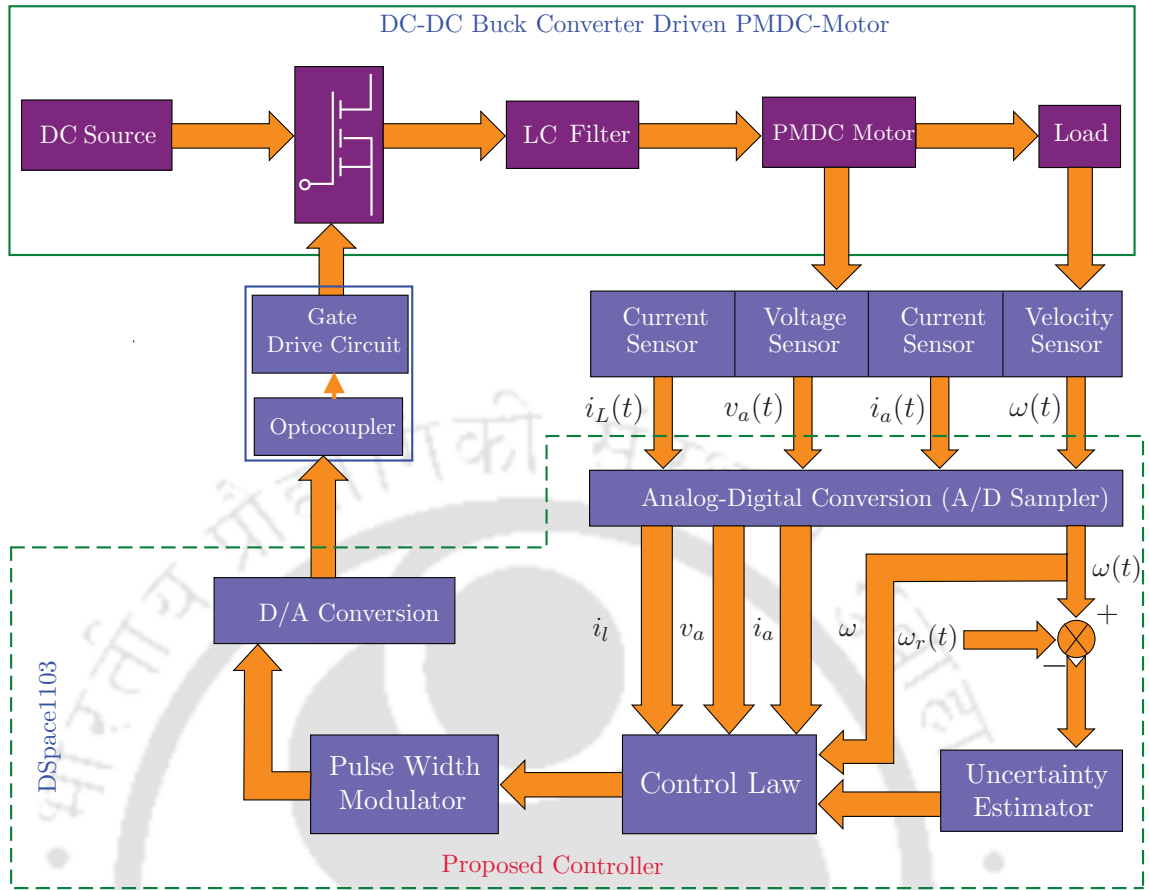 DC-DC Buck Converter Driven PMDC-Motor
DC Source
LC Filter
PMDC Motor
Load
Gate
Drive Circuit
Optocoupler
Current
Sensor
Voltage
Sensor
Current
Sensor
Velocity
Sensor
i_L(t)
v_a(t)
i_a(t)
ω(t)
Analog-Digital Conversion (A/D Sampler)
D/A Conversion
i_l
v_a
i_a
ω
ω(t)
ω_r(t)
+
−
DSpace1103
Pulse Width
Modulator
Control Law
Uncertainty
Estimator
Proposed Controller